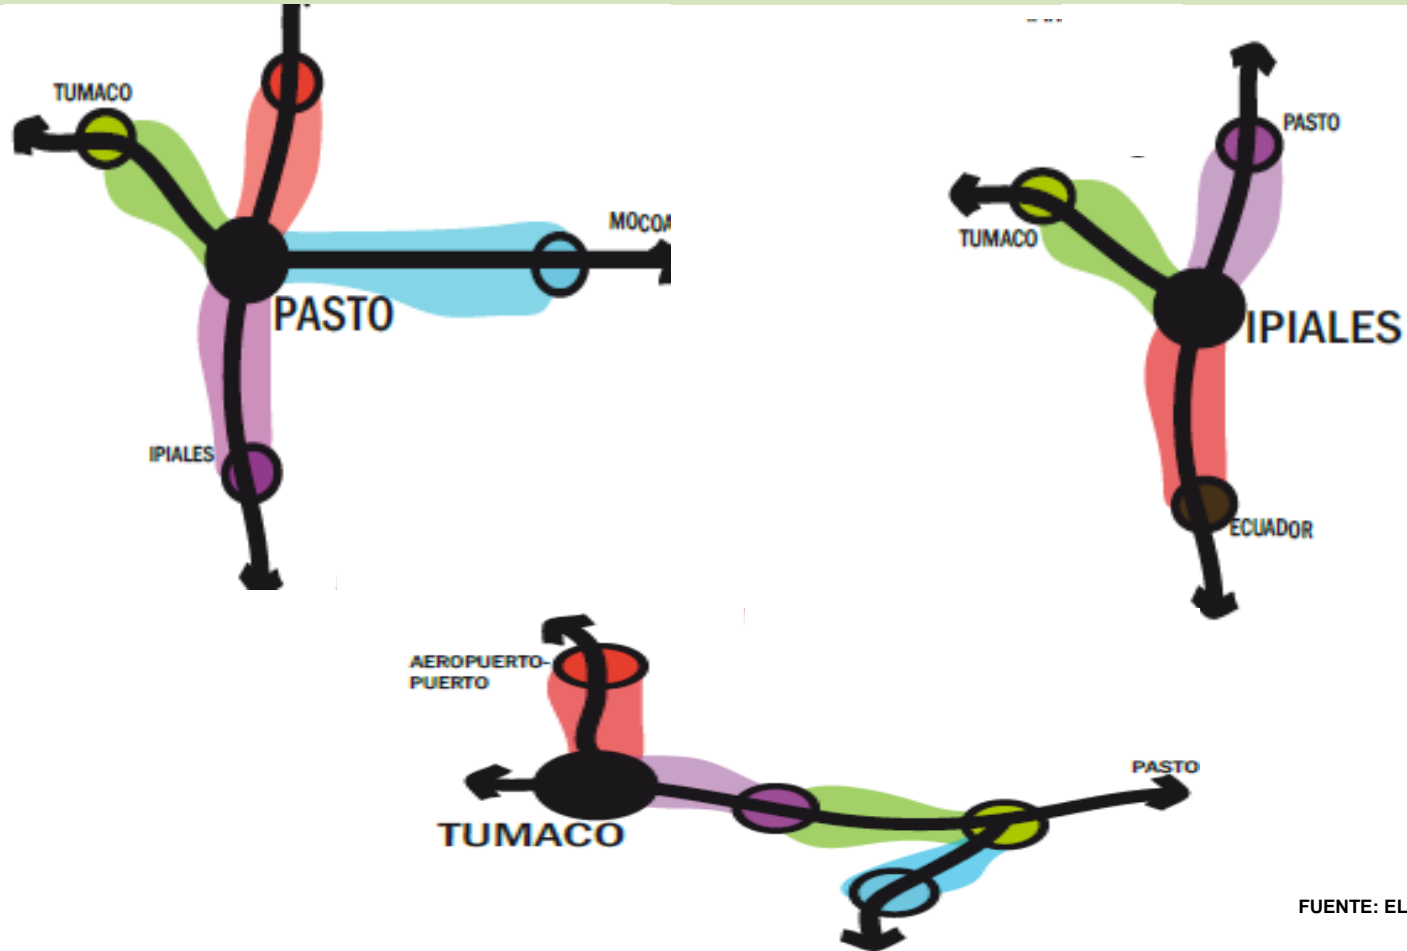 TUMACO
MOCOA
PASTO
IPIALES
PASTO
TUMACO
IPIALES
ECUADOR
AEROPUERTO-
PUERTO
PASTO
TUMACO
FUENTE: EL